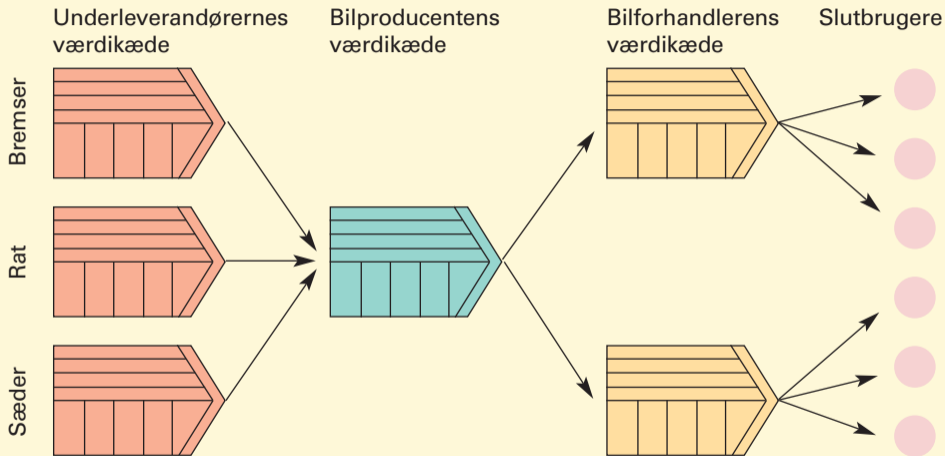 Underleverandørernes
værdikæde
Bilproducentens
værdikæde
Bilforhandlerens
værdikæde
Slutbrugere
Bremser
Rat
Sæder